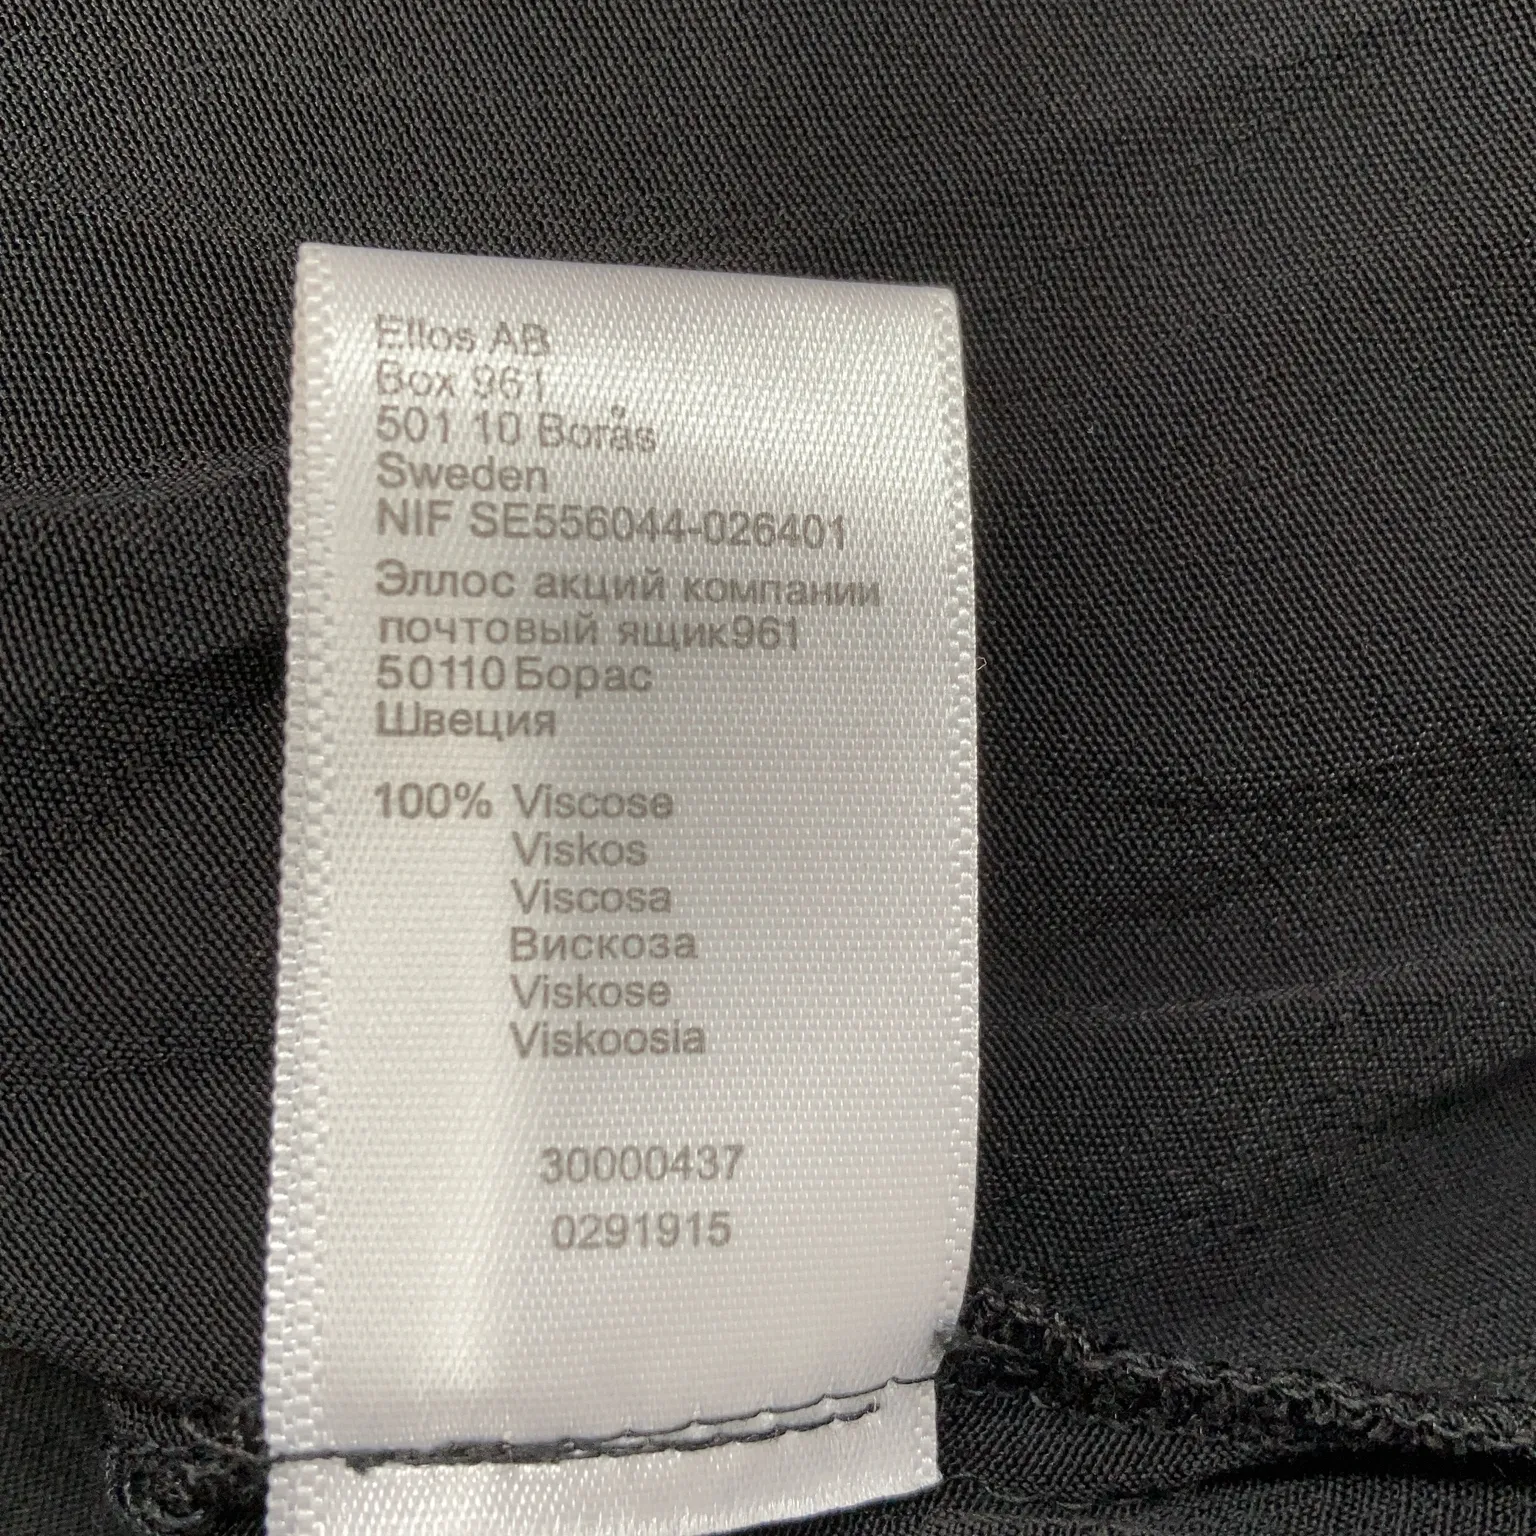 Ellos AB
Box 961
501 10 Borås
Sweden
NIF SE556044-026401
Эллос акций компании
почтовый ящик961
50110 Борас
Швеция
100% Viscose
Viskos
Viscosa
Вискоза
Viskose
Viskoosia
30000437
0291915